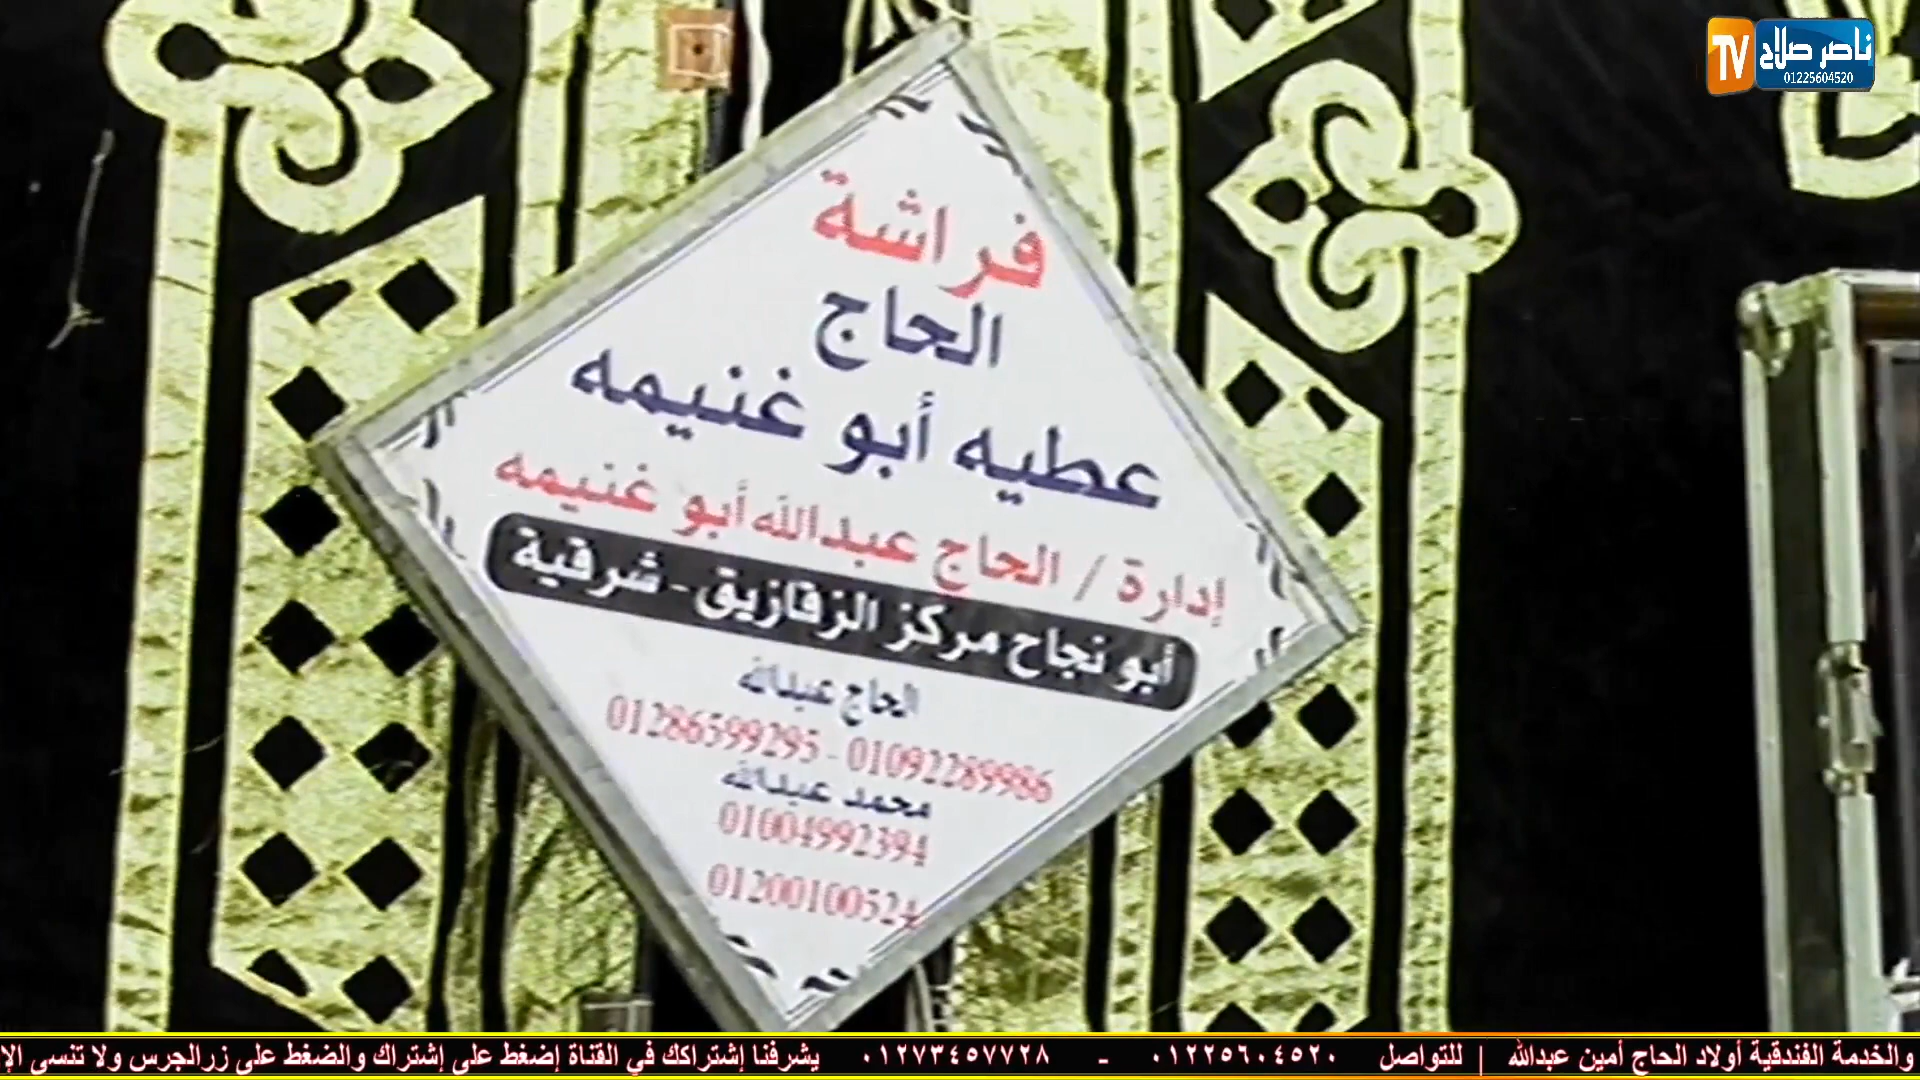 ناصر صلاح TV
01225604520
فراشة
الحاج
عطيه أبو غنيمه
إدارة / الحاج عبدالله أبو غنيمه
أبو نجاح مركز الزقازيق - شرقية
الحاج عبدالله
01286599295 - 01092289986
محمد عبدالله
01004992394
01200100524
والخدمة الفندقية أولاد الحاج أمين عبدالله | للتواصل ٠١٢٢٥٦٠٤٥٢٠ - ٠١٢٧٣٤٥٧٧٢٨ يشرفنا إشتراكك في القناة إضغط على إشتراك والضغط على زرالجرس ولا تنسى الإ